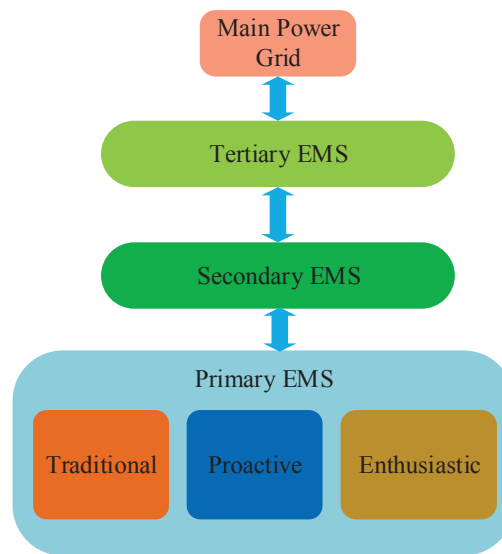 Main Power
Grid
Tertiary EMS
Secondary EMS
Primary EMS
Traditional
Proactive
Enthusiastic